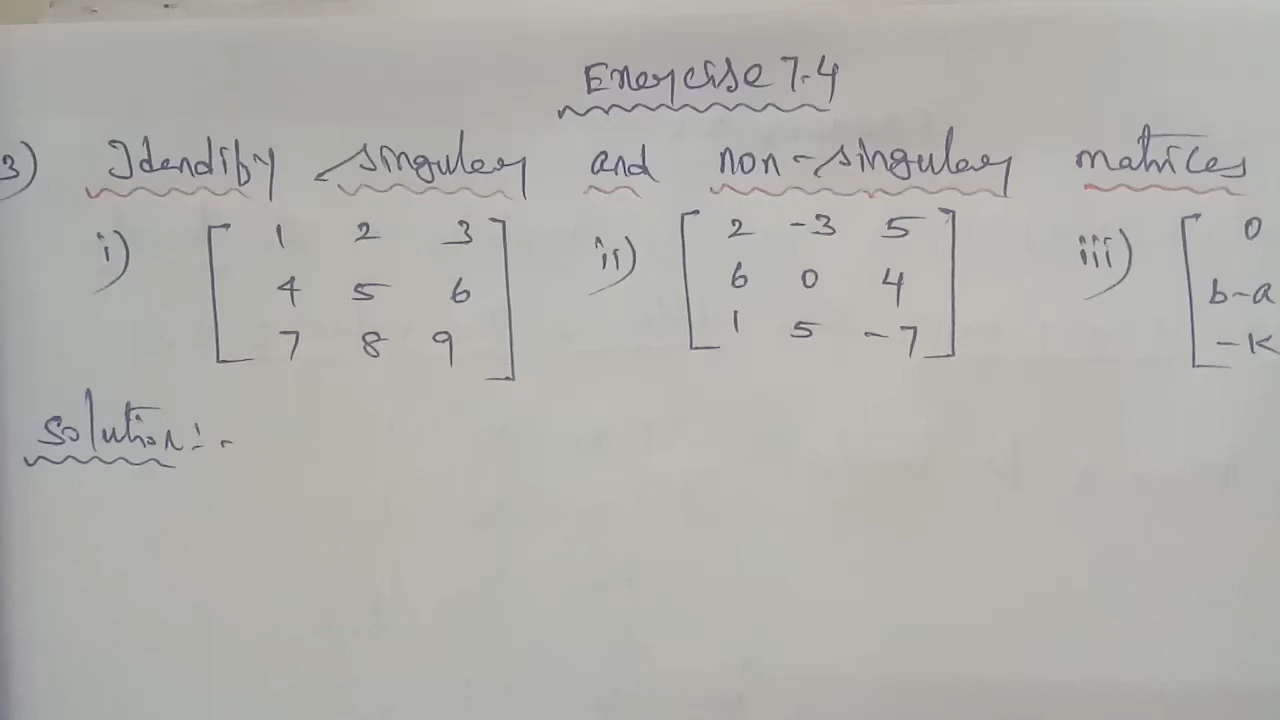 Exercise 7.4
3) Idendify singular and non-singular matrices
i) [ 1 2 3 ii) [ 2 -3 5 iii) [ 0
4 5 6 6 0 4 b-a
7 8 9 ] 1 5 -7 ] -K
Solution:-